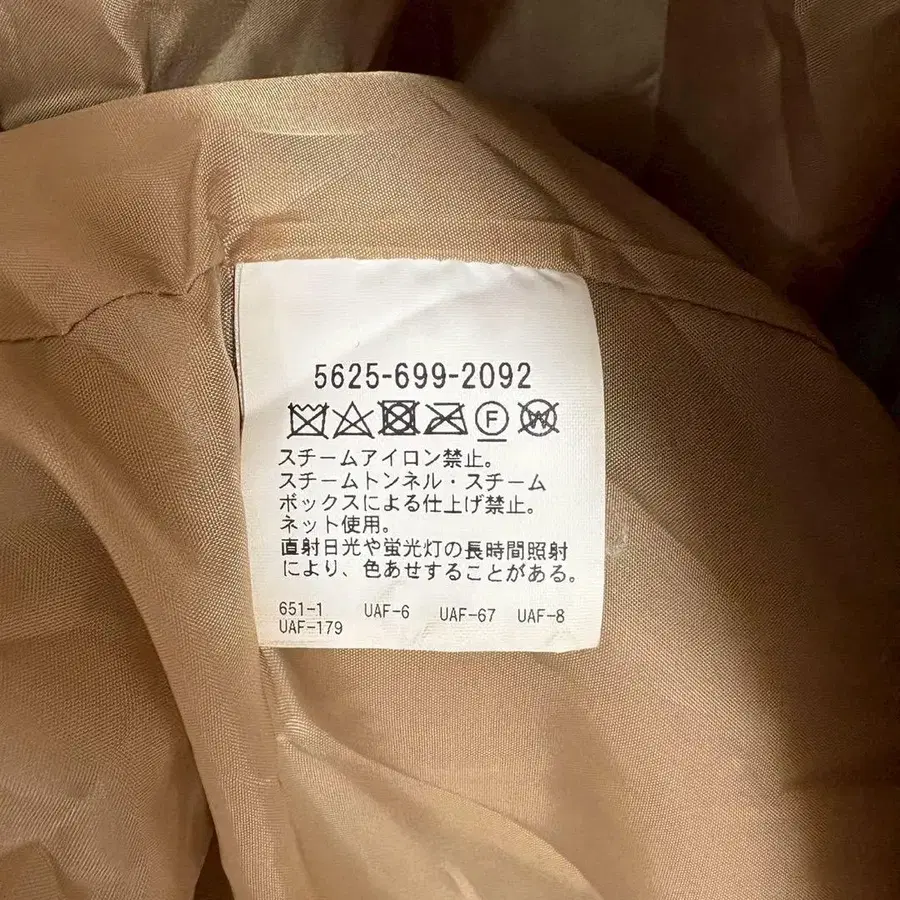 5625-699-2092
F W
スチームアイロン禁止。
スチームトンネル・スチーム
ボックスによる仕上げ禁止。
ネット使用。
直射日光や蛍光灯の長時間照射
により、色あせすることがある。
651-1 UAF-6 UAF-67 UAF-8
UAF-179